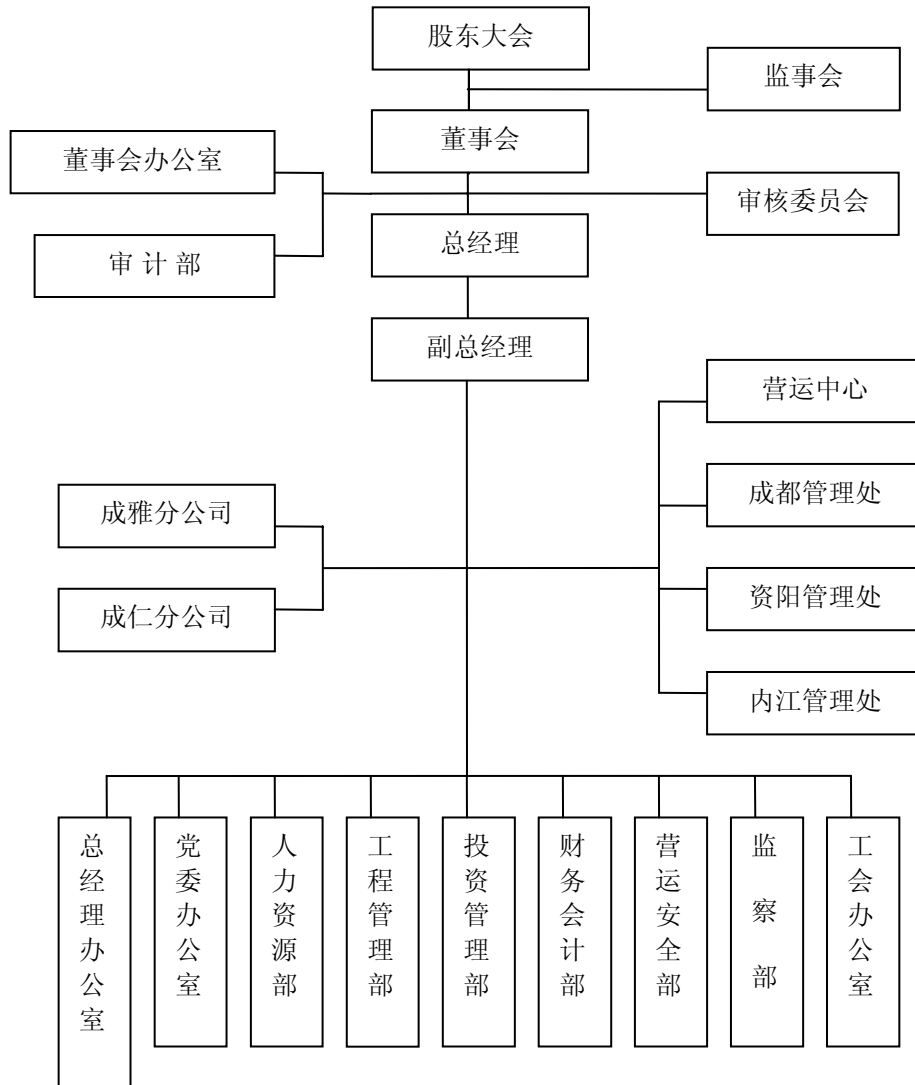 股东大会
监事会
董事会
董事会办公室
审核委员会
总经理
审 计 部
副总经理
营运中心
成都管理处
成雅分公司
资阳管理处
成仁分公司
内江管理处
总经理办公室
党委办公室
人力资源部
工程管理部
投资管理部
财务会计部
营运安全部
监察部
工会办公室